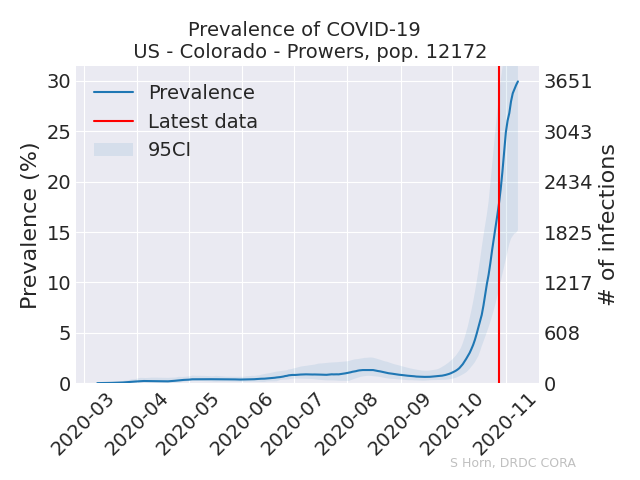 Prevalence of COVID-19
US - Colorado - Prowers, pop. 12172
Prevalence
Latest data
95CI
Prevalence (%)
30
25
20
15
10
5
0
3651
3043
2434
1825
1217
608
0
# of infections
2020-03
2020-04
2020-05
2020-06
2020-07
2020-08
2020-09
2020-10
2020-11
S Horn, DRDC CORA